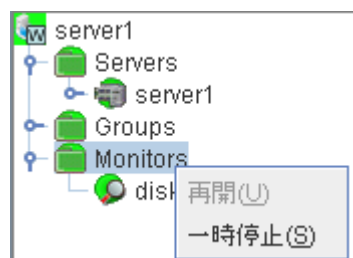 server1
Servers
server1
Groups
Monitors
disk
再開(U)
一時停止(S)